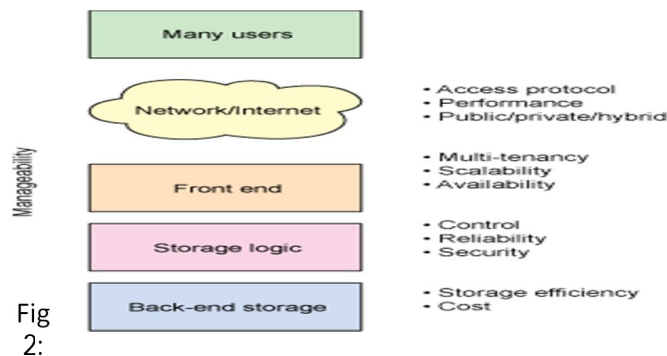 Many users
Network/Internet
• Access protocol
• Performance
• Public/private/hybrid
Manageability
Front end
• Multi-tenancy
• Scalability
• Availability
Storage logic
• Control
• Reliability
• Security
Back-end storage
• Storage efficiency
• Cost
Fig
2: